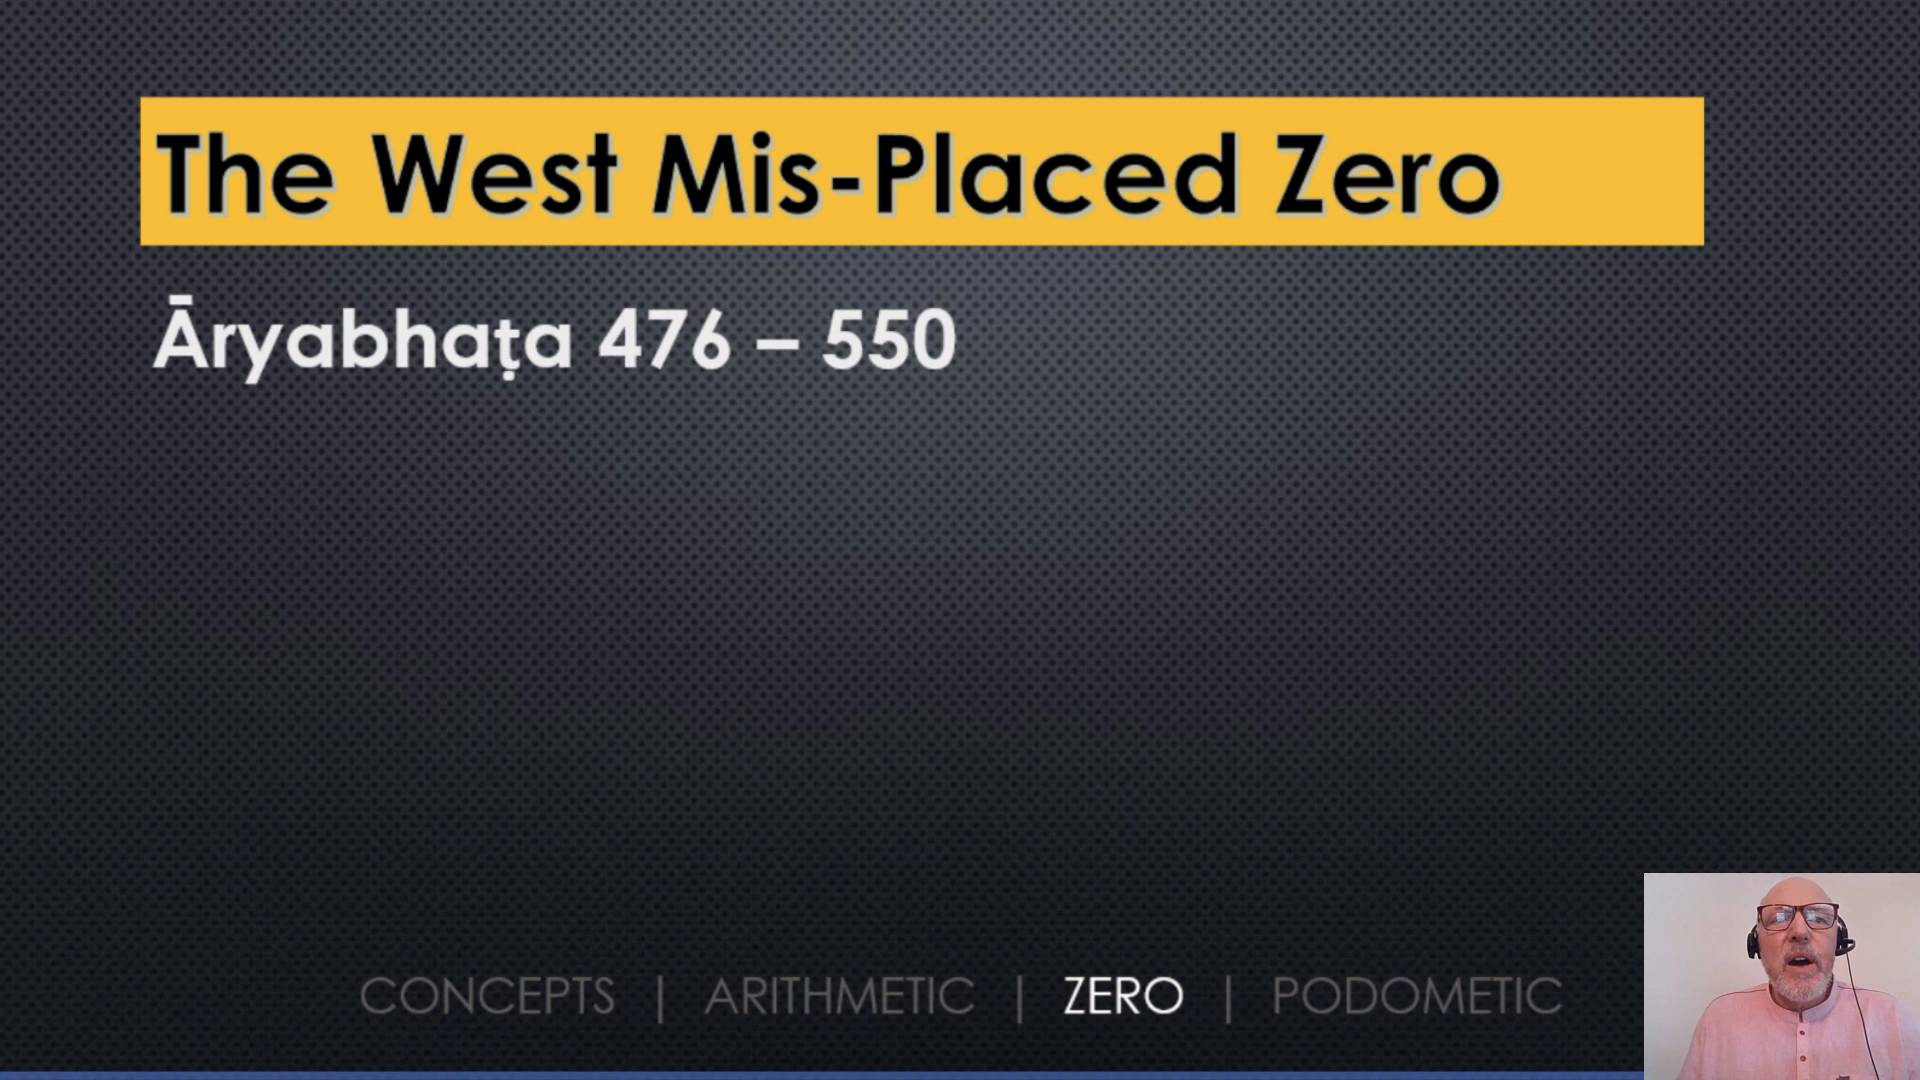 The West Mis-Placed Zero
Āryabhaṭa 476 – 550
CONCEPTS | ARITHMETIC | ZERO | PODOMETIC